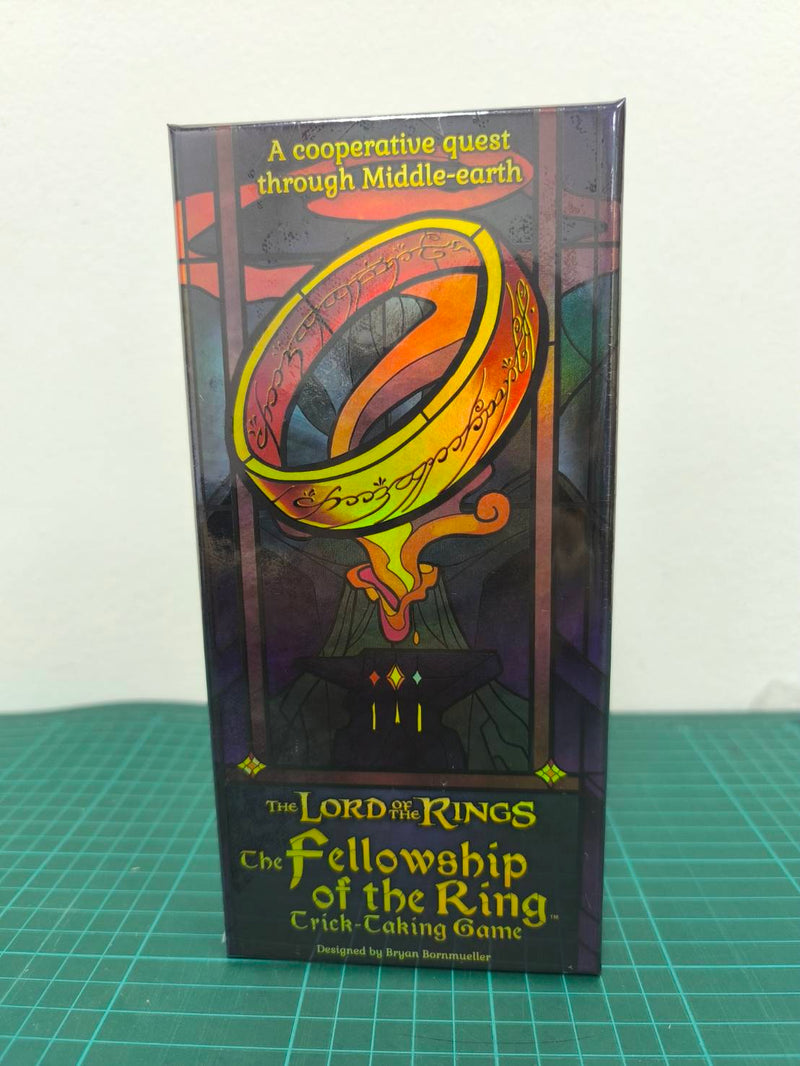 A cooperative quest
through Middle-earth
THE LORD OF THE RINGS
The Fellowship
of the Ring™
Trick-Taking Game
Designed by Bryan Bornmueller